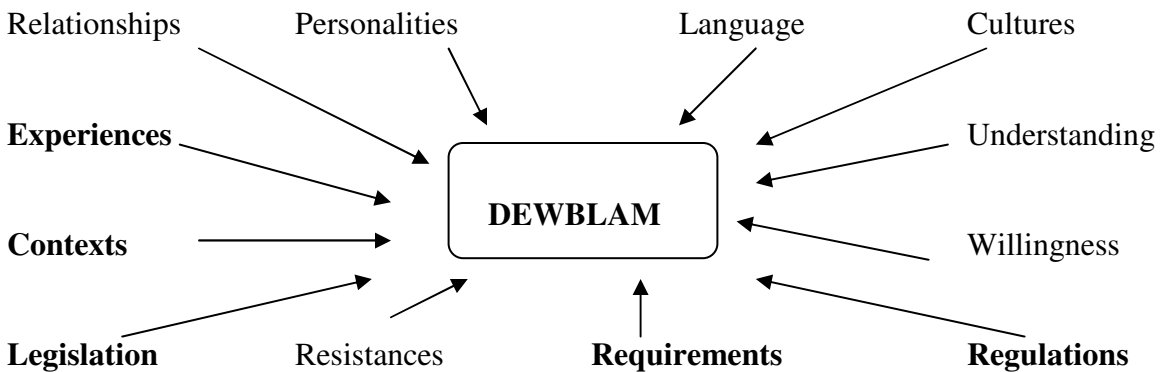 Relationships Personalities Language Cultures
Experiences Understanding
DEWBLAM
Contexts Willingness
Legislation Resistances Requirements Regulations